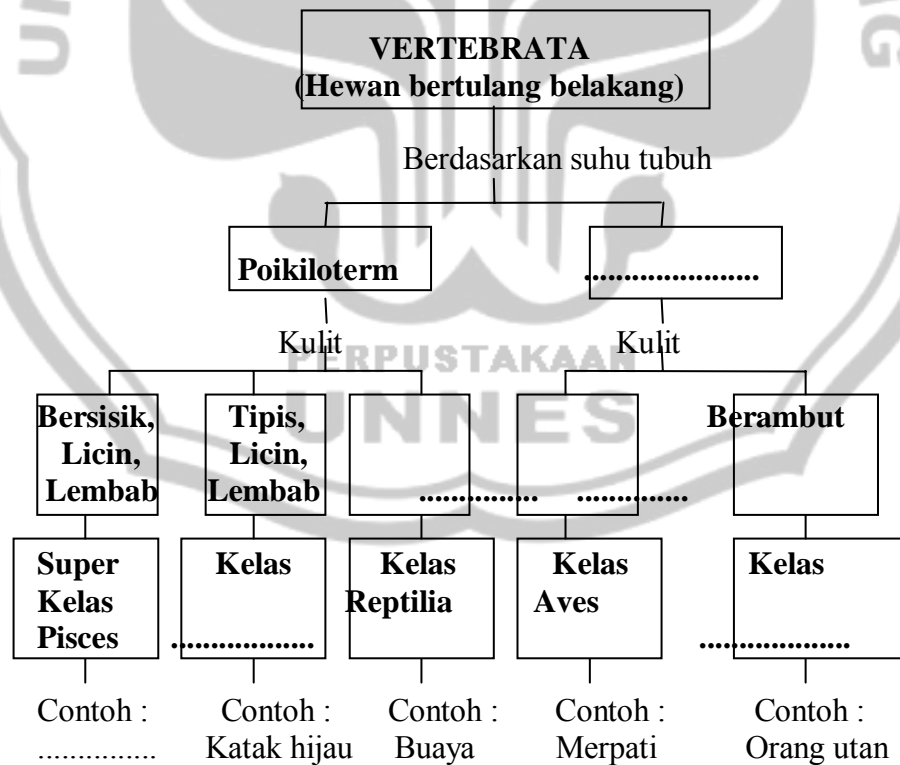 VERTEBRATA
(Hewan bertulang belakang)
Berdasarkan suhu tubuh
Poikiloterm
......................
Kulit
Kulit
PERPUSTAKAAN
UNNES
Bersisik,
Licin,
Lembab
Tipis,
Licin,
Lembab
...............
..............
Berambut
Super
Kelas
Pisces
Kelas
..................
Kelas
Reptilia
Kelas
Aves
Kelas
...................
Contoh :
...............
Contoh :
Katak hijau
Contoh :
Buaya
Contoh :
Merpati
Contoh :
Orang utan